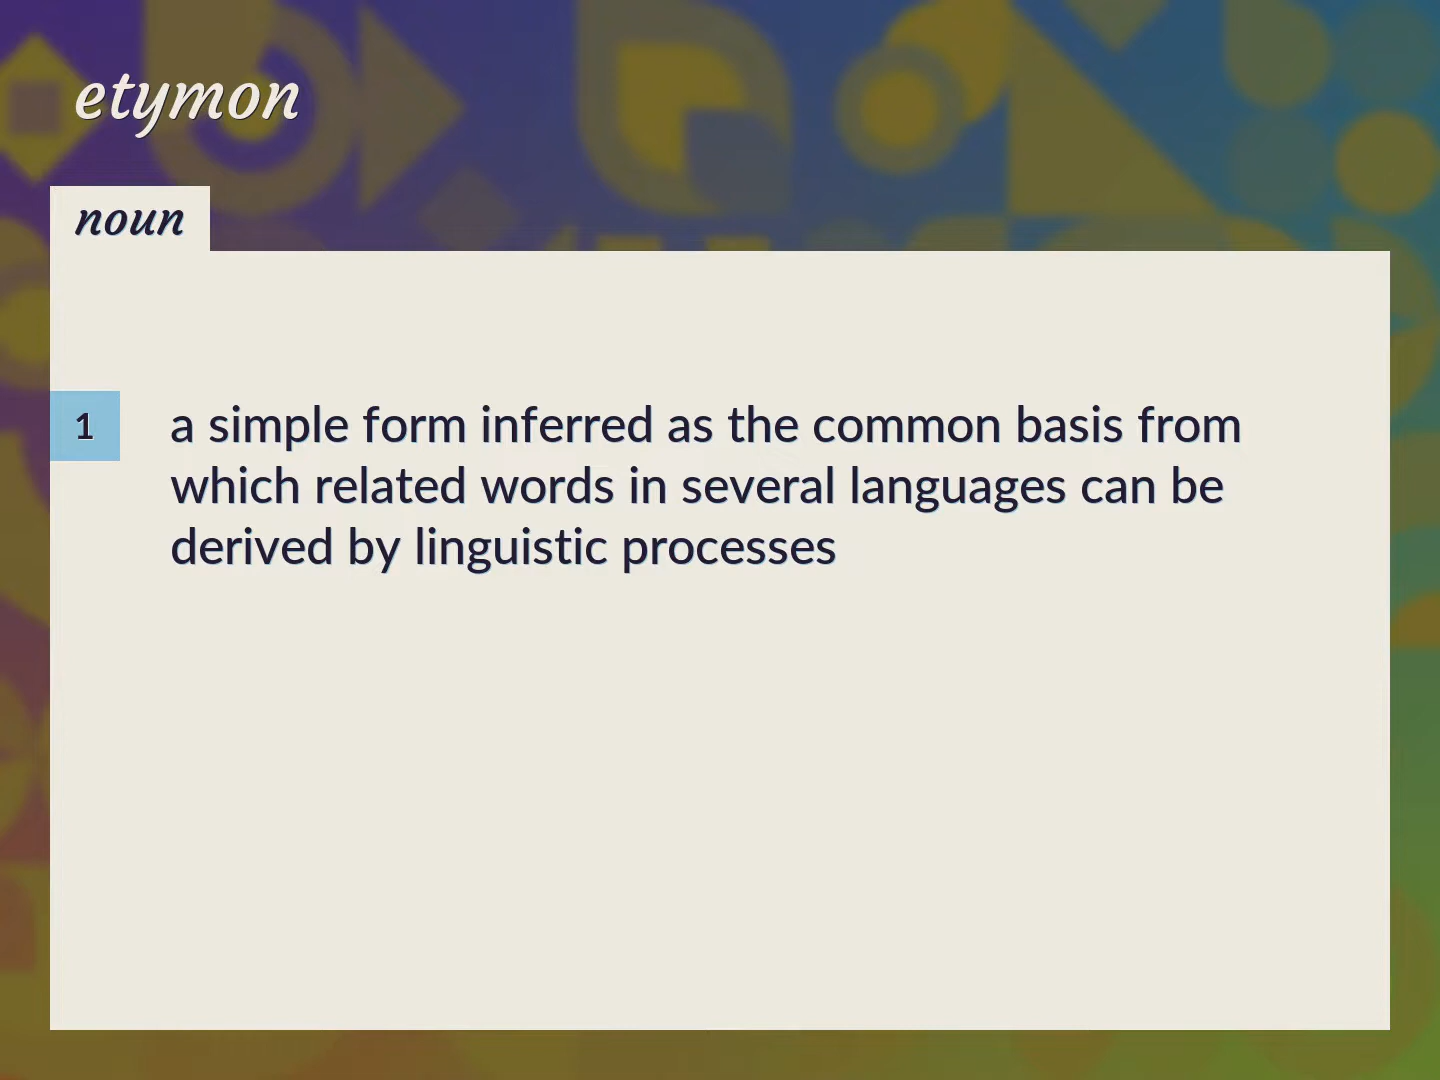 etymon
noun
1
a simple form inferred as the common basis from
which related words in several languages can be
derived by linguistic processes